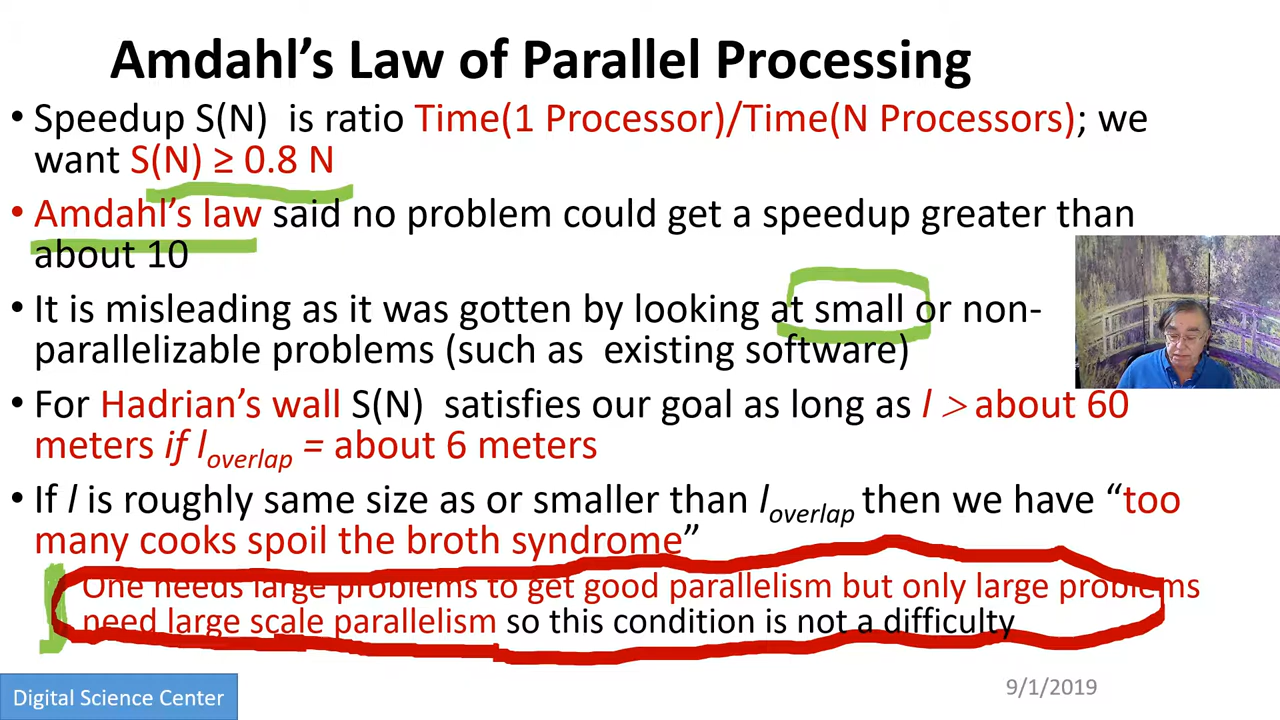 Amdahl's Law of Parallel Processing
• Speedup S(N) is ratio Time(1 Processor)/Time(N Processors); we
want S(N) ≥ 0.8 N
• Amdahl's law said no problem could get a speedup greater than
about 10
• It is misleading as it was gotten by looking at small or non-
parallelizable problems (such as existing software)
• For Hadrian's wall S(N) satisfies our goal as long as l > about 60
meters if l overlap = about 6 meters
• If l is roughly same size as or smaller than l overlap then we have “too
many cooks spoil the broth syndrome”
One needs large problems to get good parallelism but only large problems
need large scale parallelism so this condition is not a difficulty
Digital Science Center
9/1/2019